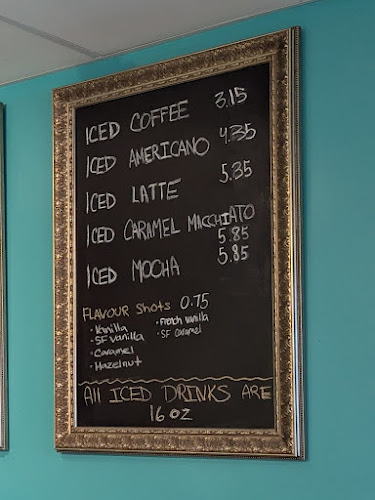 ICED COFFEE 3.15
ICED AMERICANO 4.35
ICED LATTE 5.35
ICED CARAMEL MACCHIATO
5.85
ICED MOCHA 5.85
FLAVOUR Shots 0.75
• Vanilla • French vanilla
• SF vanilla • SF caramel
• Caramel
• Hazelnut
All ICED DRINKS ARE
16 oz